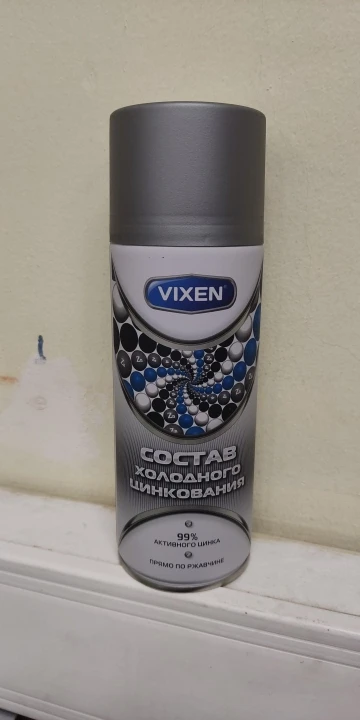 VIXEN
СОСТАВ
ХОЛОДНОГО
ЦИНКОВАНИЯ
99%
АКТИВНОГО ЦИНКА
ПРЯМО ПО РЖАВЧИНЕ